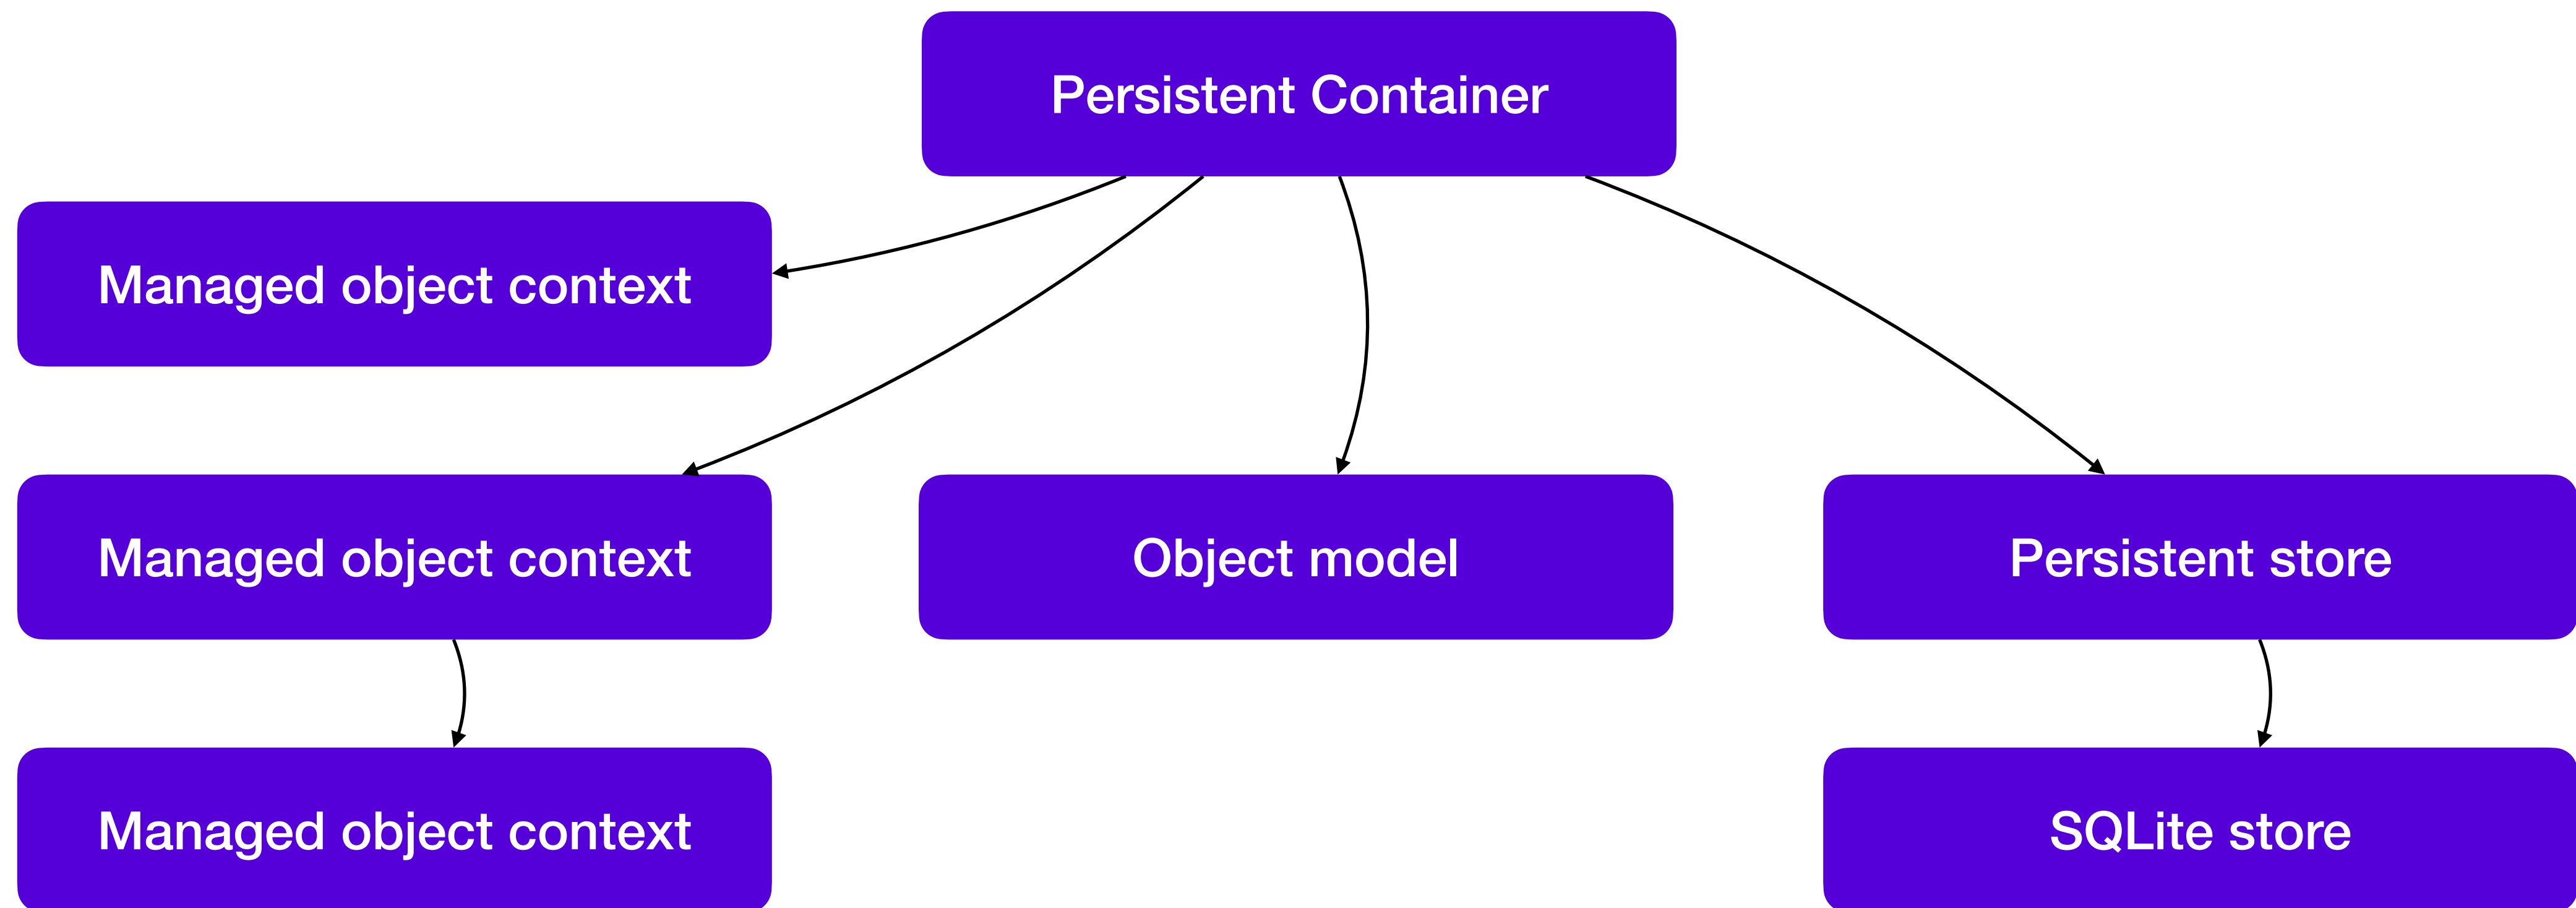 Persistent Container
Managed object context
Managed object context
Object model
Persistent store
Managed object context
SQLite store